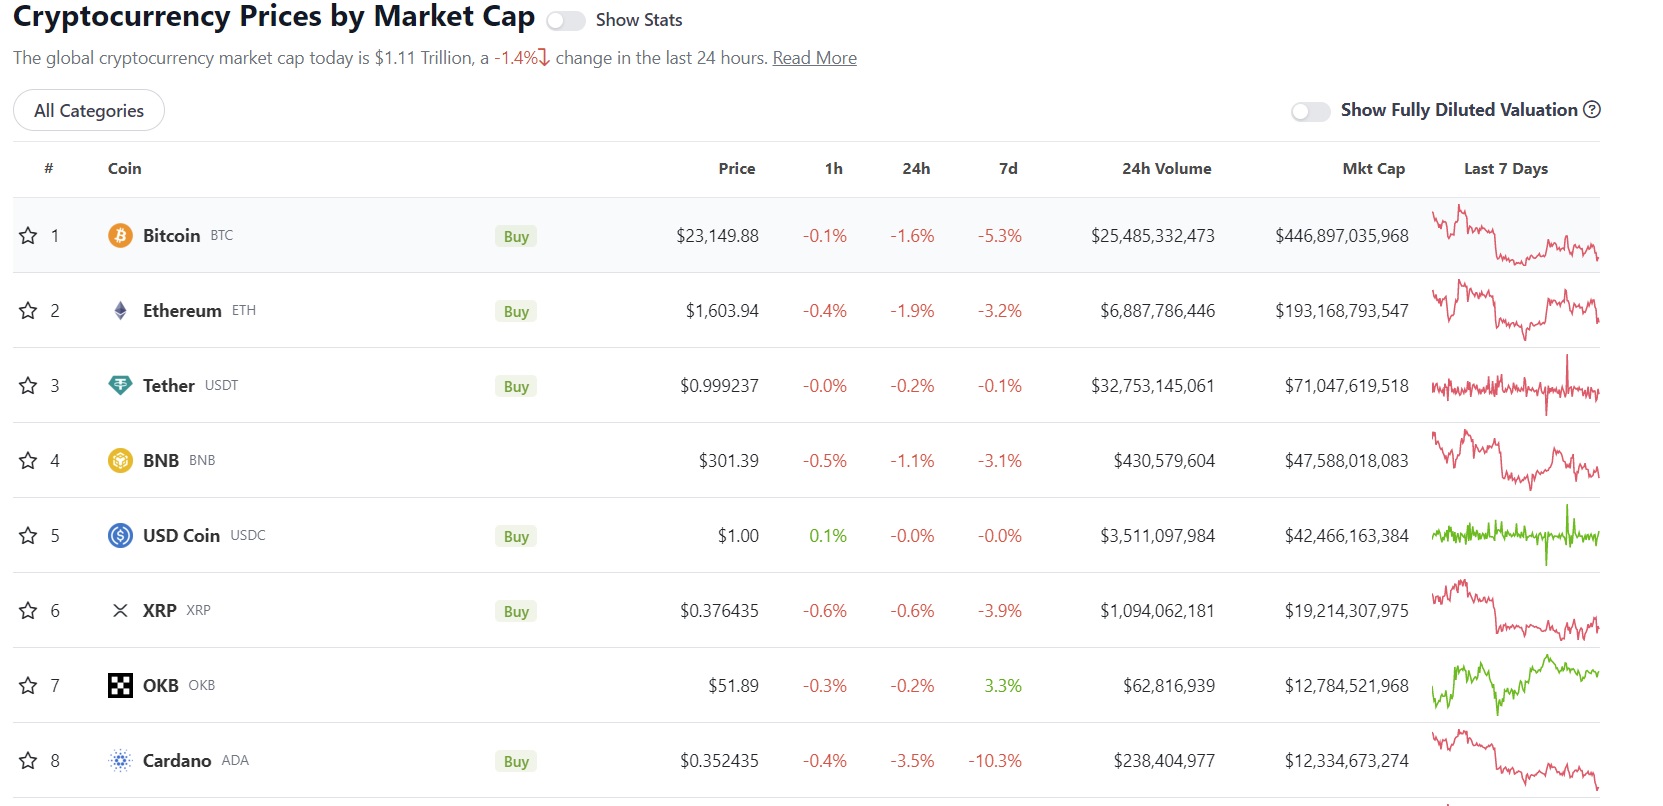 Cryptocurrency Prices by Market Cap Show Stats
The global cryptocurrency market cap today is $1.11 Trillion, a -1.4% change in the last 24 hours. Read More
All Categories Show Fully Diluted Valuation ?
# Coin Price 1h 24h 7d 24h Volume Mkt Cap Last 7 Days
1 Bitcoin BTC Buy $23,149.88 -0.1% -1.6% -5.3% $25,485,332,473 $446,897,035,968
2 Ethereum ETH Buy $1,603.94 -0.4% -1.9% -3.2% $6,887,786,446 $193,168,793,547
3 Tether USDT Buy $0.999237 -0.0% -0.2% -0.1% $32,753,145,061 $71,047,619,518
4 BNB BNB Buy $301.39 -0.5% -1.1% -3.1% $430,579,604 $47,588,018,083
5 USD Coin USDC Buy $1.00 0.1% -0.0% -0.0% $3,511,097,984 $42,466,163,384
6 XRP XRP Buy $0.376435 -0.6% -0.6% -3.9% $1,094,062,181 $19,214,307,975
7 OKB OKB $51.89 -0.3% -0.2% 3.3% $62,816,939 $12,784,521,968
8 Cardano ADA Buy $0.352435 -0.4% -3.5% -10.3% $238,404,977 $12,334,673,274